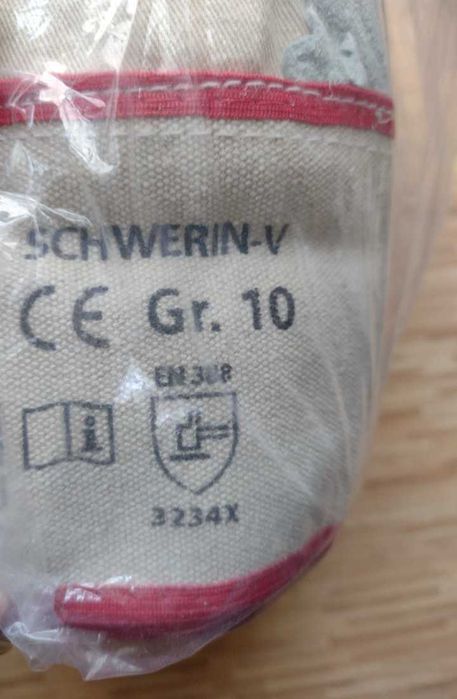 SCHWERIN-V
CE Gr. 10
EN 388
i
3234X